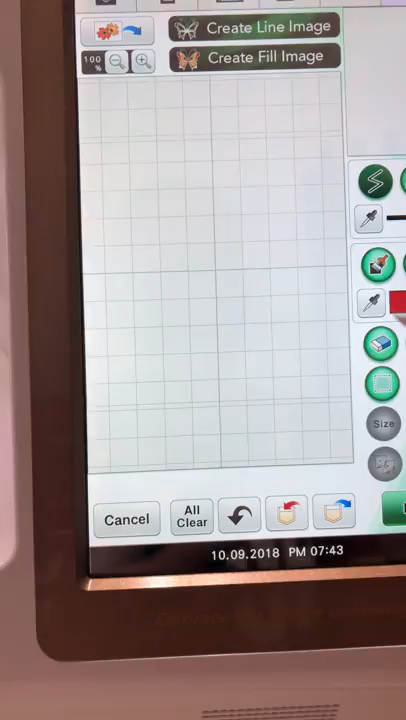 Create Line Image
100 %
Create Fill Image
Size
Cancel
All Clear
10.09.2018 PM 07:43